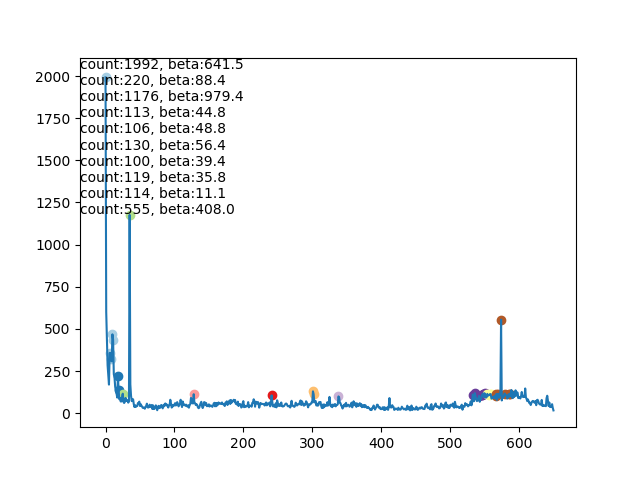 count:1992, beta:641.5
count:220, beta:88.4
count:1176, beta:979.4
count:113, beta:44.8
count:106, beta:48.8
count:130, beta:56.4
count:100, beta:39.4
count:119, beta:35.8
count:114, beta:11.1
count:555, beta:408.0
2000
1750
1500
1250
1000
750
500
250
0
0 100 200 300 400 500 600